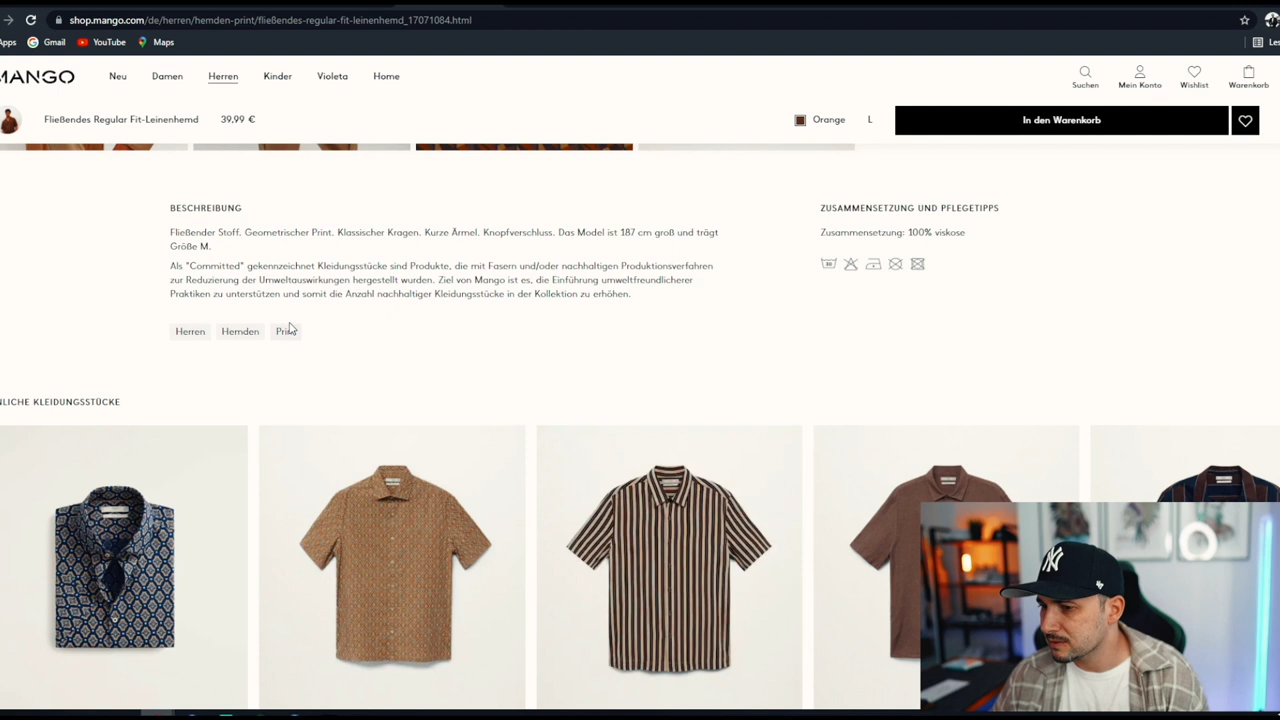 shop.mango.com/de/herren/hemden-print/fließendes-regular-fit-leinenhemd_17071084.html
Apps Gmail YouTube Maps Les
MANGO Neu Damen Herren Kinder Violeta Home
Suchen Mein Konto Wishlist Warenkorb
Fließendes Regular Fit-Leinenhemd 39,99 € Orange L In den Warenkorb
BESCHREIBUNG
Fließender Stoff. Geometrischer Print. Klassischer Kragen. Kurze Ärmel. Knopfverschluss. Das Model ist 187 cm groß und trägt
Größe M.
Als "Committed" gekennzeichnet Kleidungsstücke sind Produkte, die mit Fasern und/oder nachhaltigen Produktionsverfahren
zur Reduzierung der Umweltauswirkungen hergestellt wurden. Ziel von Mango ist es, die Einführung umweltfreundlicherer
Praktiken zu unterstützen und somit die Anzahl nachhaltiger Kleidungsstücke in der Kollektion zu erhöhen.
Herren Hemden Print
ZUSAMMENSETZUNG UND PFLEGETIPPS
Zusammensetzung: 100% viskose
NLICHE KLEIDUNGSSTÜCKE
NY